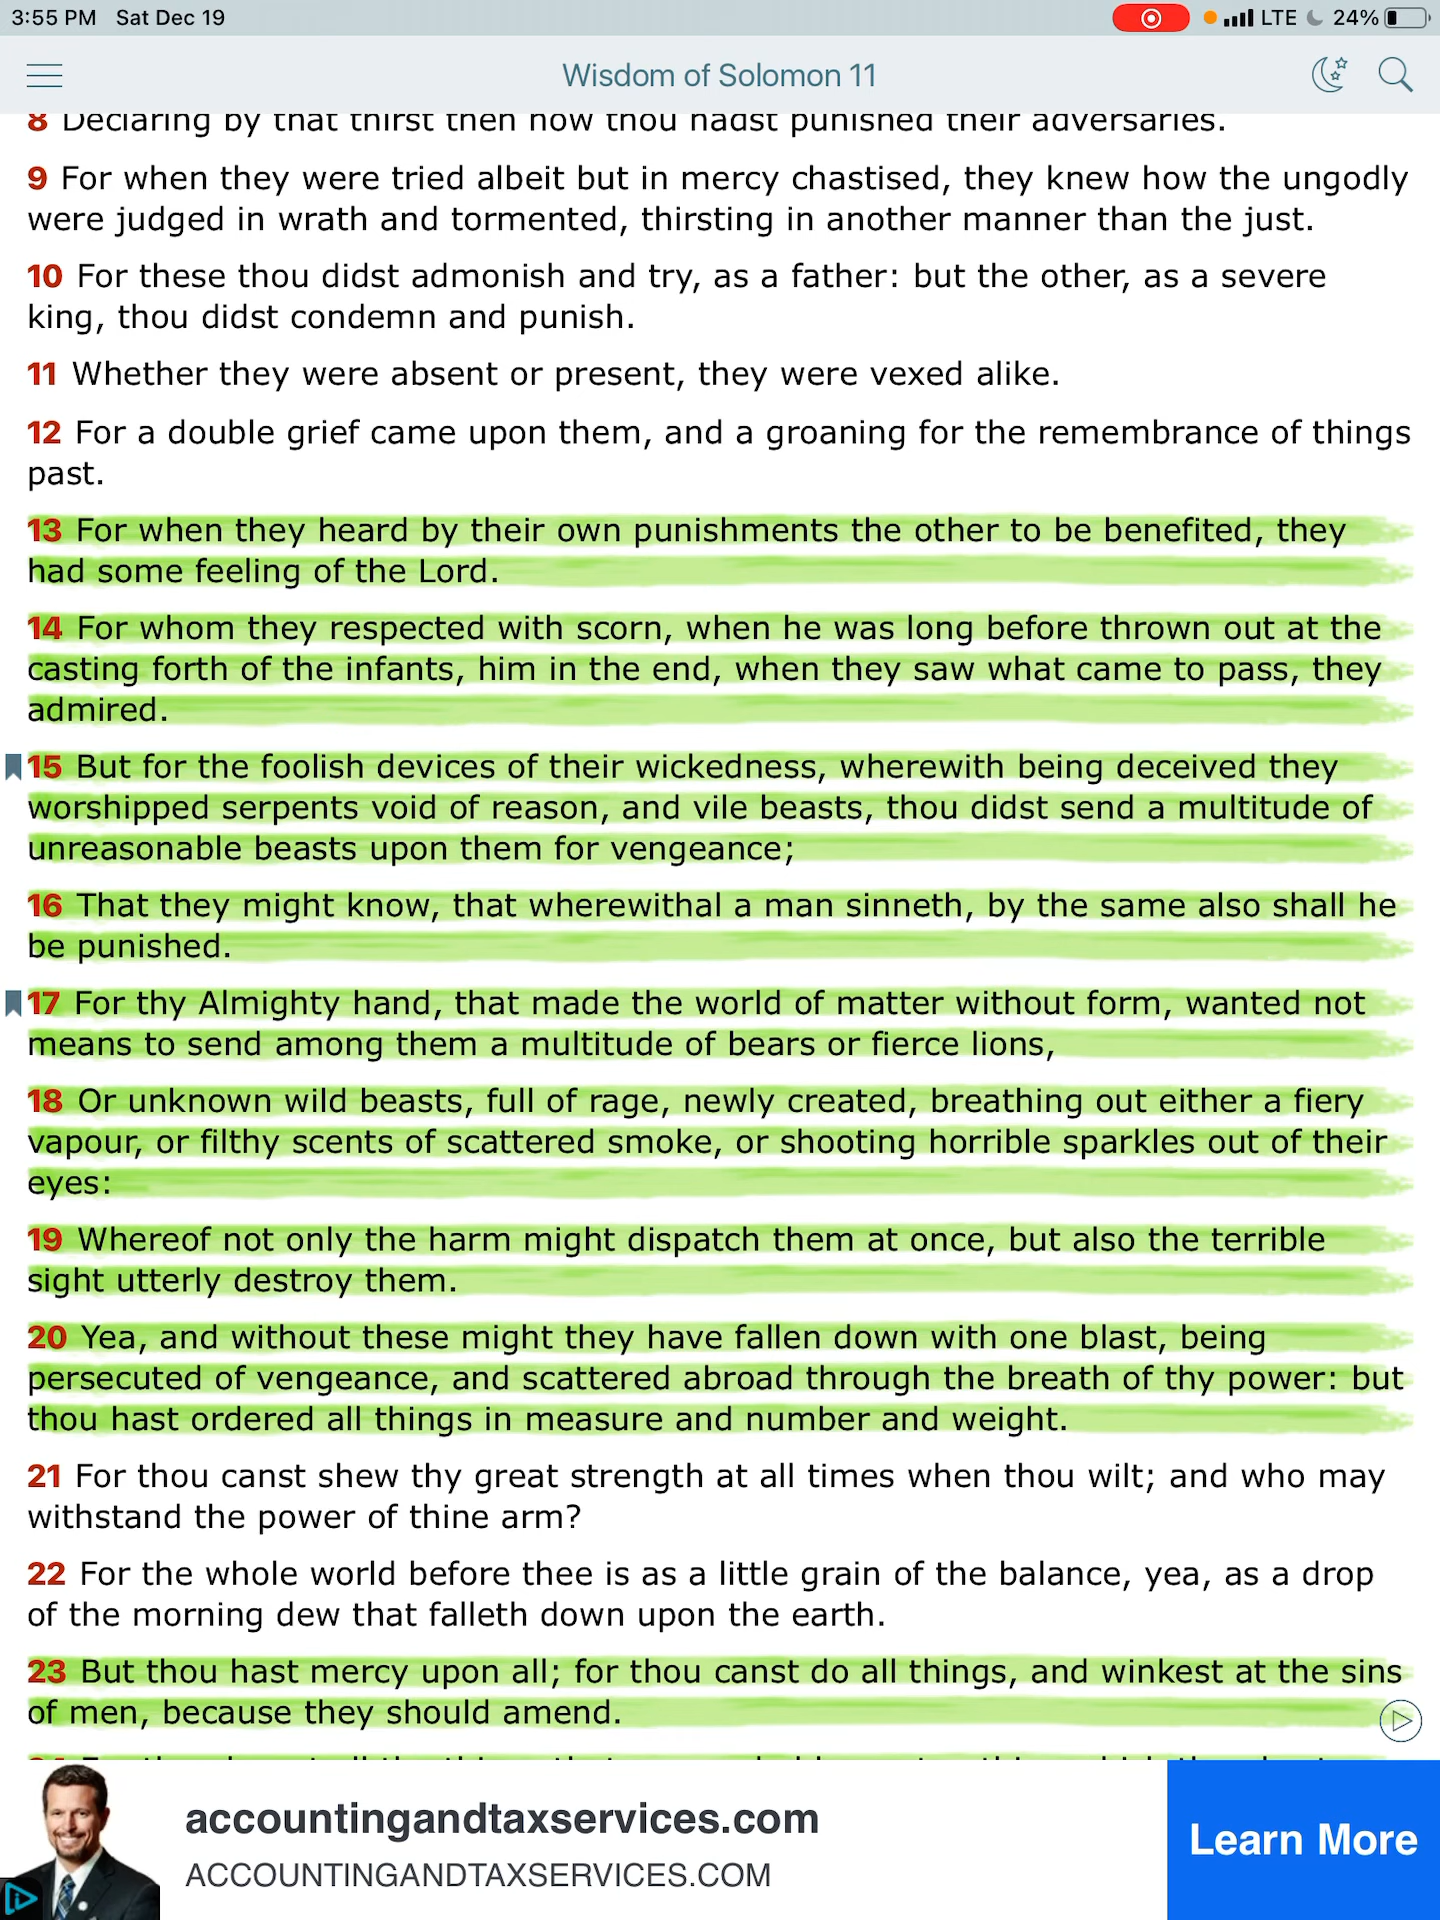 3:55 PM Sat Dec 19
LTE 24%
Wisdom of Solomon 11
8 Declaring by that thirst then how thou hadst punished their adversaries.
9 For when they were tried albeit but in mercy chastised, they knew how the ungodly
were judged in wrath and tormented, thirsting in another manner than the just.
10 For these thou didst admonish and try, as a father: but the other, as a severe
king, thou didst condemn and punish.
11 Whether they were absent or present, they were vexed alike.
12 For a double grief came upon them, and a groaning for the remembrance of things
past.
13 For when they heard by their own punishments the other to be benefited, they
had some feeling of the Lord.
14 For whom they respected with scorn, when he was long before thrown out at the
casting forth of the infants, him in the end, when they saw what came to pass, they
admired.
15 But for the foolish devices of their wickedness, wherewith being deceived they
worshipped serpents void of reason, and vile beasts, thou didst send a multitude of
unreasonable beasts upon them for vengeance;
16 That they might know, that wherewithal a man sinneth, by the same also shall he
be punished.
17 For thy Almighty hand, that made the world of matter without form, wanted not
means to send among them a multitude of bears or fierce lions,
18 Or unknown wild beasts, full of rage, newly created, breathing out either a fiery
vapour, or filthy scents of scattered smoke, or shooting horrible sparkles out of their
eyes:
19 Whereof not only the harm might dispatch them at once, but also the terrible
sight utterly destroy them.
20 Yea, and without these might they have fallen down with one blast, being
persecuted of vengeance, and scattered abroad through the breath of thy power: but
thou hast ordered all things in measure and number and weight.
21 For thou canst shew thy great strength at all times when thou wilt; and who may
withstand the power of thine arm?
22 For the whole world before thee is as a little grain of the balance, yea, as a drop
of the morning dew that falleth down upon the earth.
23 But thou hast mercy upon all; for thou canst do all things, and winkest at the sins
of men, because they should amend.
accountingandtaxservices.com
ACCOUNTINGANDTAXSERVICES.COM
Learn More